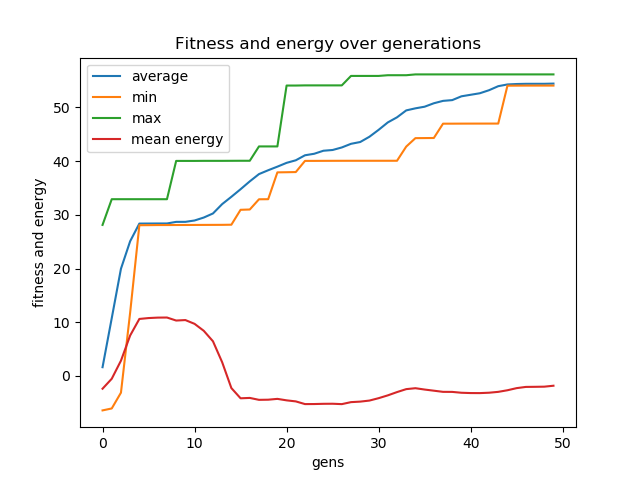 Fitness and energy over generations
average
min
max
mean energy
fitness and energy
50
40
30
20
10
0
0 10 20 30 40 50
gens